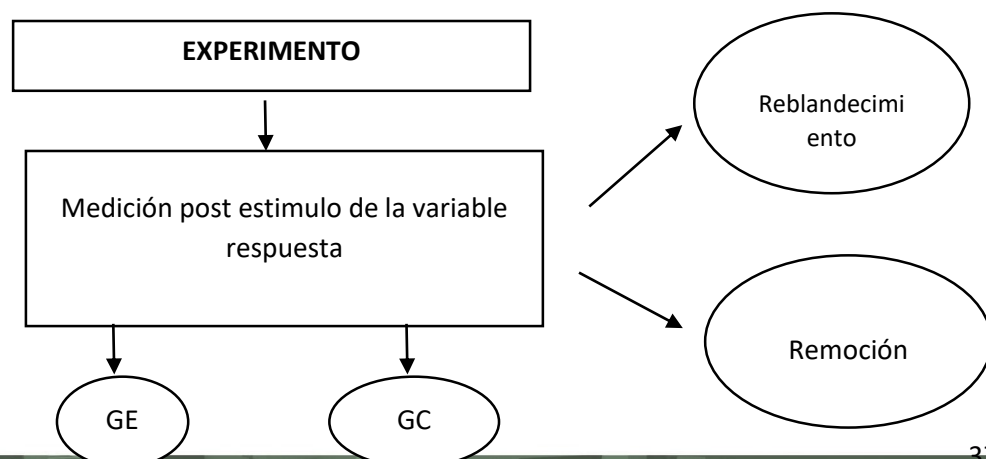 EXPERIMENTO
Medición post estimulo de la variable
respuesta
Reblandecimi
ento
Remoción
GE
GC